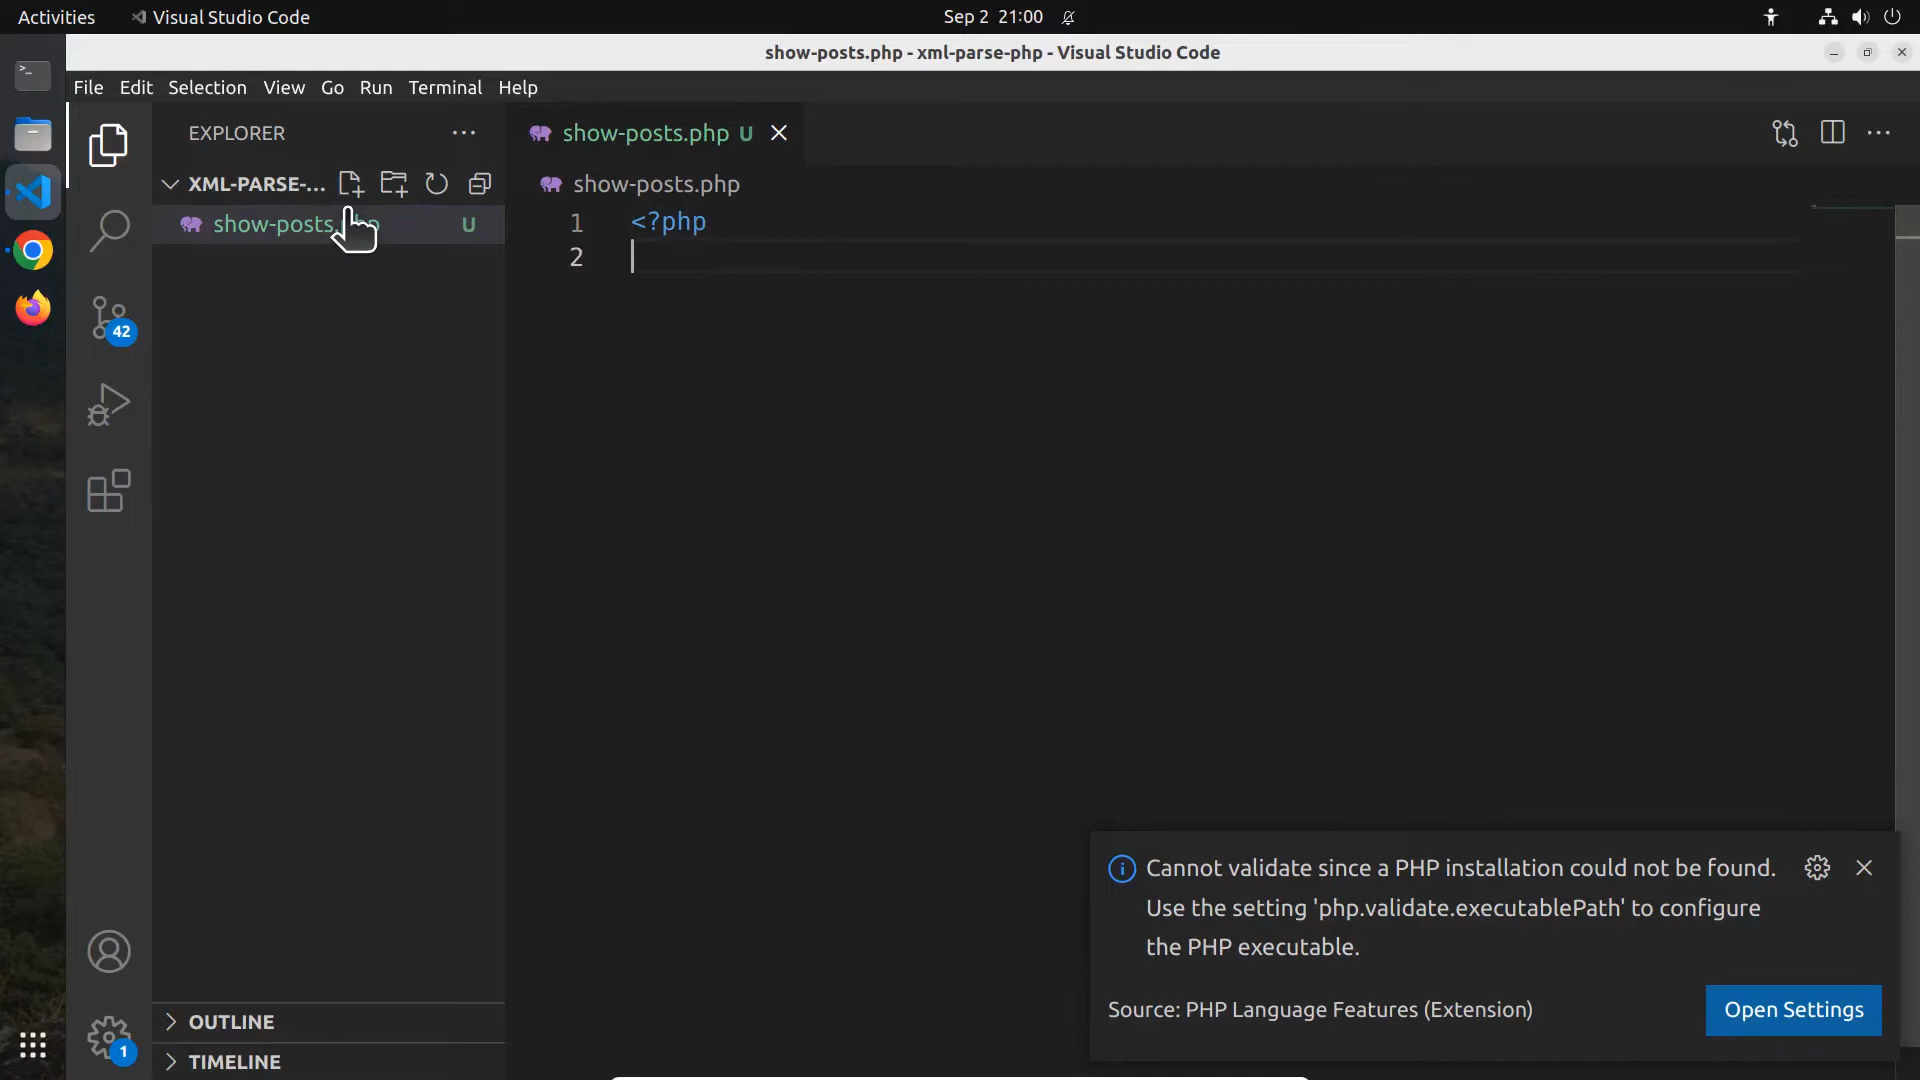 Activities
Visual Studio Code
Sep 2 21:00
show-posts.php - xml-parse-php - Visual Studio Code
File Edit Selection View Go Run Terminal Help
EXPLORER
show-posts.php U
XML-PARSE-...
show-posts.php
show-posts.php U
1 <?php
2
42
Cannot validate since a PHP installation could not be found.
Use the setting 'php.validate.executablePath' to configure
the PHP executable.
Source: PHP Language Features (Extension)
Open Settings
OUTLINE
1
TIMELINE